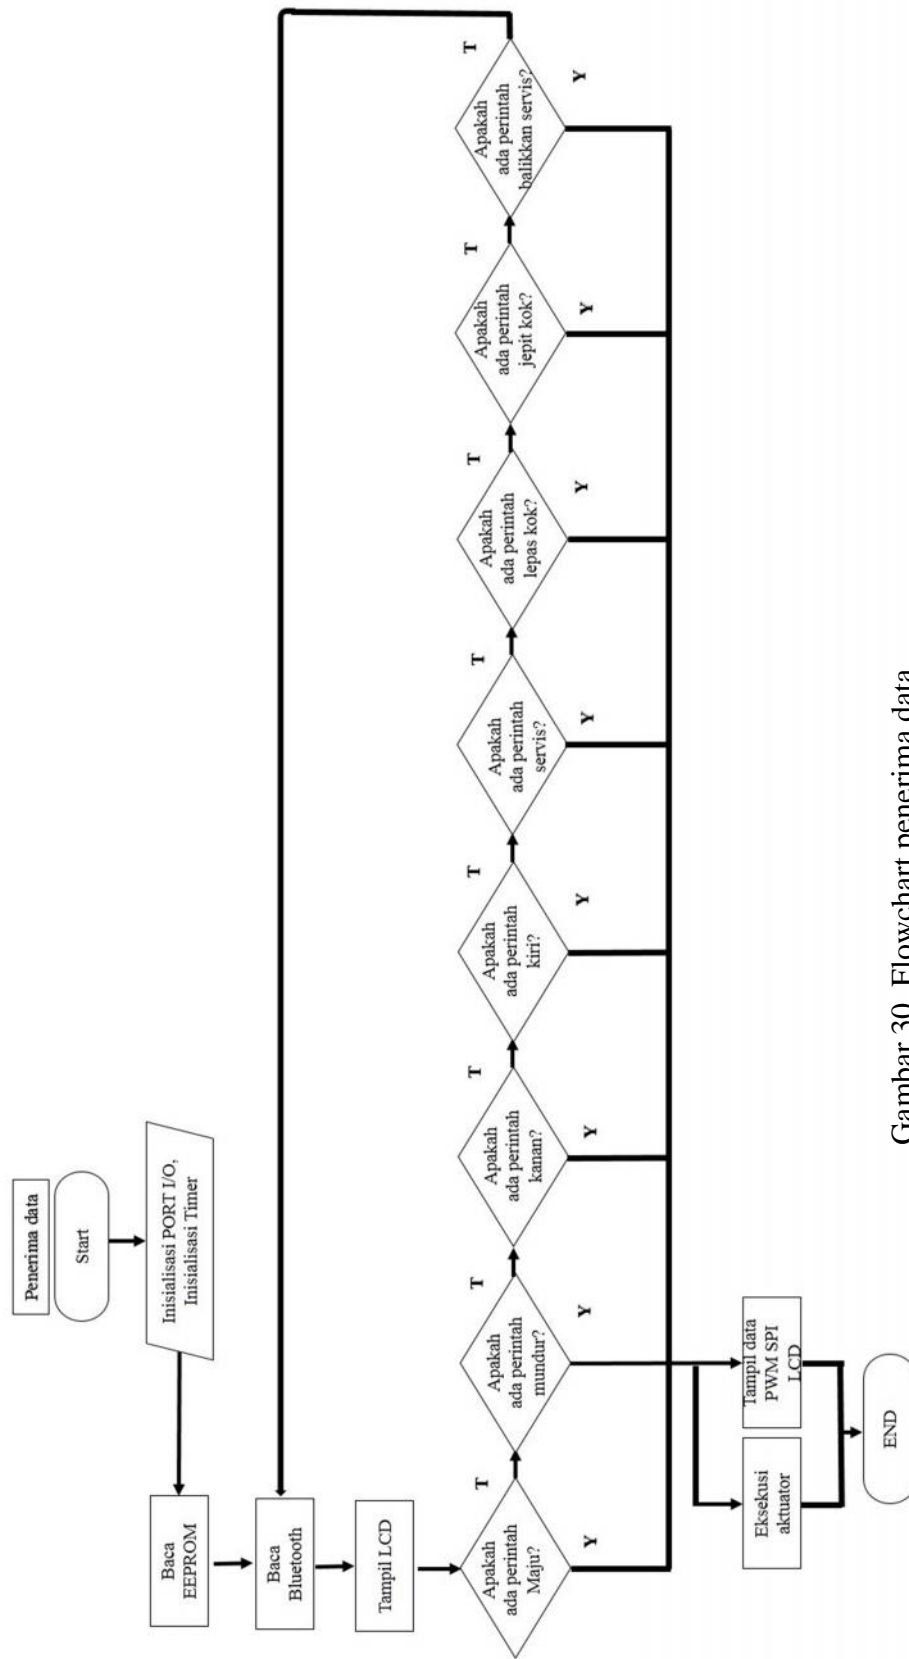 Penerima data
Start
Inisialisasi PORT I/O,
Inisialisasi Timer
Baca
EEPROM
Baca
Bluetooth
Tampil LCD
Apakah
ada perintah
Maju?
T
Y
Apakah
ada perintah
mundur?
T
Y
Apakah
ada perintah
kanan?
T
Y
Apakah
ada perintah
kiri?
T
Y
Apakah
ada perintah
servis?
T
Y
Apakah
ada perintah
lepas kok?
T
Y
Apakah
ada perintah
jepit kok?
T
Y
Apakah
ada perintah
balikkan servis?
T
Y
Eksekusi
aktuator
Tampil data
PWM SPI
LCD
END
Gambar 30. Flowchart penerima data